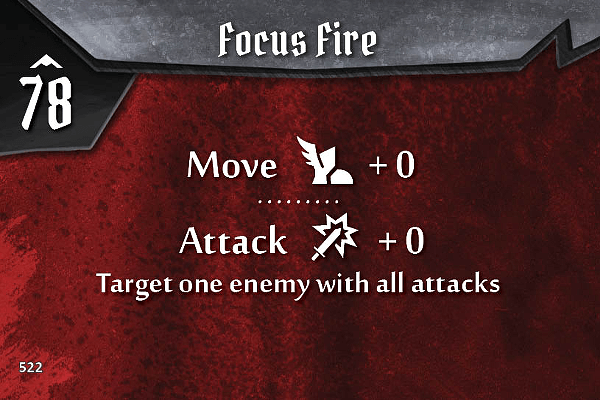 Focus Fire
78
Move + 0
Attack + 0
Target one enemy with all attacks
522